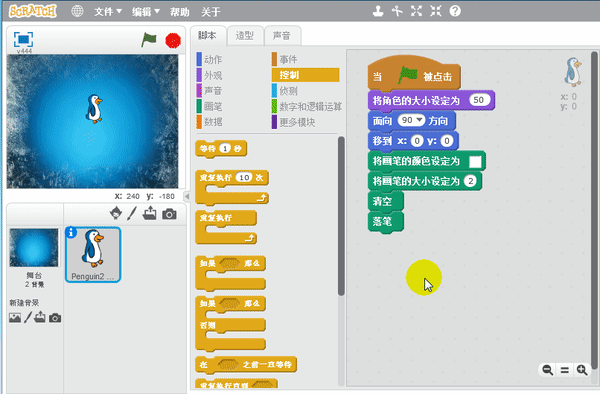 SCRATCH 文件▼ 编辑▼ 帮助 关于
y444
脚本 造型 声音
动作 事件
外观 控制
声音 侦测
画笔 数字和逻辑运算
数据 更多模块
等待 1 秒
重复执行 10 次
重复执行
如果 那么
如果 那么
否则
在 之前一直等待
重复执行直到
当 被点击
将角色的大小设定为 50
面向 90▼ 方向
移到 x: 0 y: 0
将画笔的颜色设定为
将画笔的大小设定为 2
清空
落笔
x: 0
y: 0
x: 240 y: -180
舞台
2 背景
新建背景
Penguin2 ...